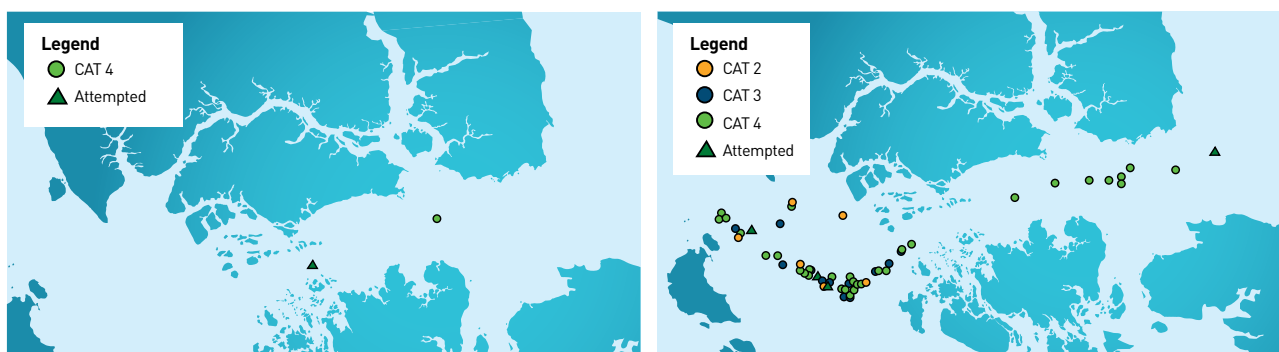 Legend
CAT 4
Attempted
Legend
CAT 2
CAT 3
CAT 4
Attempted